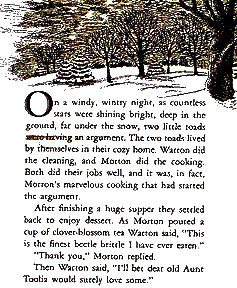 On a windy, wintry night, as countless
stars were shining bright, deep in the
ground, far under the snow, two little toads
were having an argument. The two toads lived
by themselves in their cozy home. Warton did
the cleaning, and Morton did the cooking.
Both did their jobs well, and it was, in fact,
Morton's marvelous cooking that had started
the argument.
After finishing a huge supper they settled
back to enjoy dessert. As Morton poured a
cup of clover-blossom tea Warton said, "This
is the finest beetle brittle I have ever eaten."
"Thank you," Morton replied.
Then Warton said, "I'll bet dear old Aunt
Toolia would surely love some."